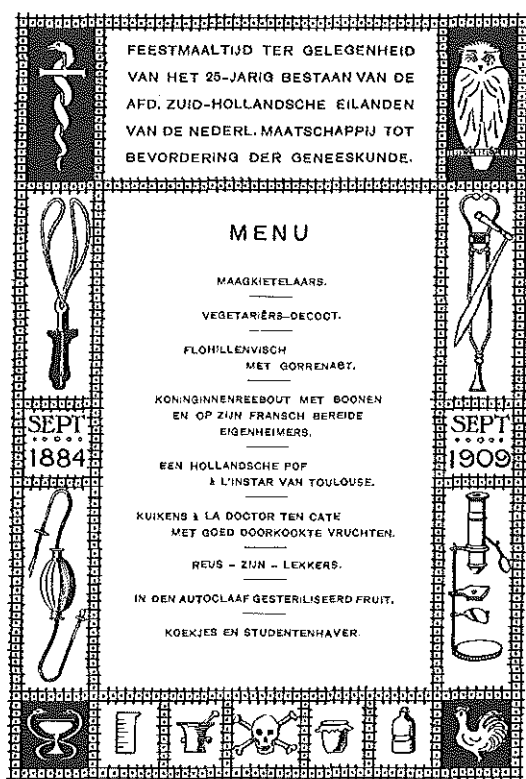 FEESTMAALTIJD TER GELEGENHEID
VAN HET 25-JARIG BESTAAN VAN DE
AFD. ZUID-HOLLANDSCHE EILANDEN
VAN DE NEDERL. MAATSCHAPPIJ TOT
BEVORDERING DER GENEESKUNDE.
MENU
MAAGKIETELAARS.
VEGETARIËRS-DECOCT.
FLOHILLENVISCH
MET GORRENABT.
KONINGINNENREEBOUT MET BOONEN
EN OP ZIJN FRANSCH BEREIDE
EIGENHEIMERS.
SEPT
1884
SEPT
1909
EEN HOLLANDSCHE POF
à L'INSTAR VAN TOULOUSE.
KUIKENS à LA DOCTOR TEN CATE
MET GOED DOORKOOKTE VRUCHTEN.
REUS - ZIJN - LEKKERS.
IN DEN AUTOCLAAF GESTERILISEERD FRUIT.
KOEKJES EN STUDENTENHAVER.